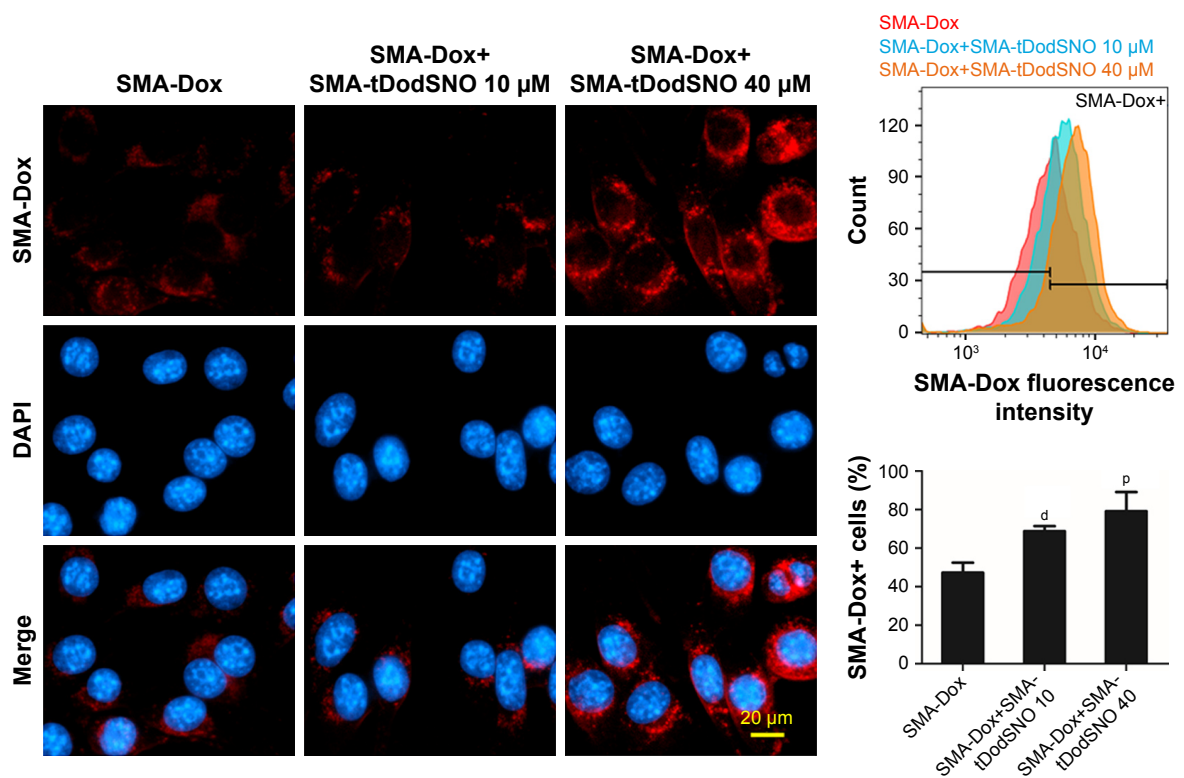 SMA-Dox
SMA-Dox+
SMA-tDodSNO 10 µM
SMA-Dox+
SMA-tDodSNO 40 µM
SMA-Dox
DAPI
Merge
20 µm
SMA-Dox
SMA-Dox+SMA-tDodSNO 10 µM
SMA-Dox+SMA-tDodSNO 40 µM
SMA-Dox+
Count
120
90
60
30
0
10³
10⁴
SMA-Dox fluorescence
intensity
SMA-Dox+ cells (%)
100
80
60
40
20
0
d
p
SMA-Dox
SMA-Dox+SMA-
tDodSNO 10
SMA-Dox+SMA-
tDodSNO 40